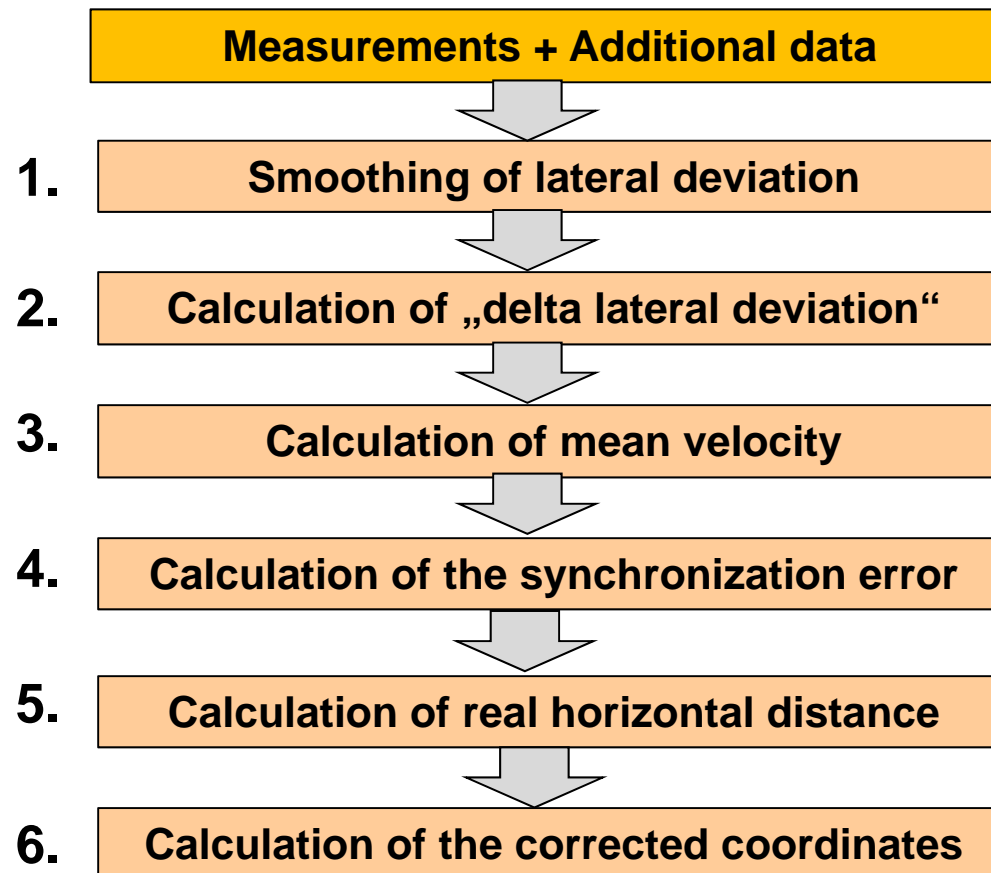 Measurements + Additional data
1. Smoothing of lateral deviation
2. Calculation of „delta lateral deviation“
3. Calculation of mean velocity
4. Calculation of the synchronization error
5. Calculation of real horizontal distance
6. Calculation of the corrected coordinates